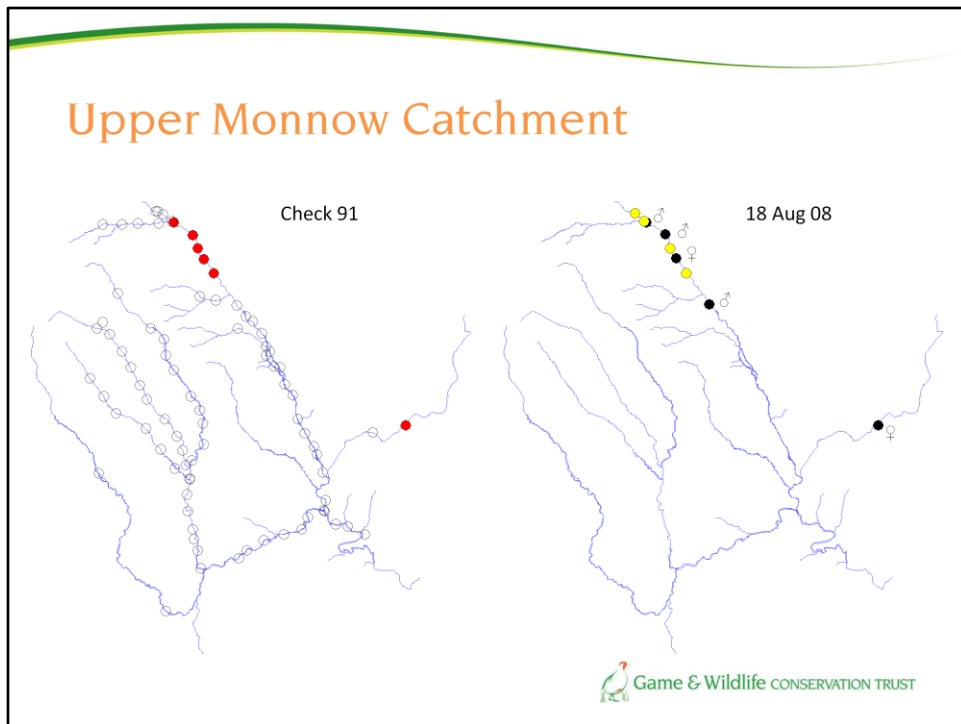 Upper Monnow Catchment
Check 91
18 Aug 08
♂
♂
♀
♂
♀
Game & Wildlife CONSERVATION TRUST